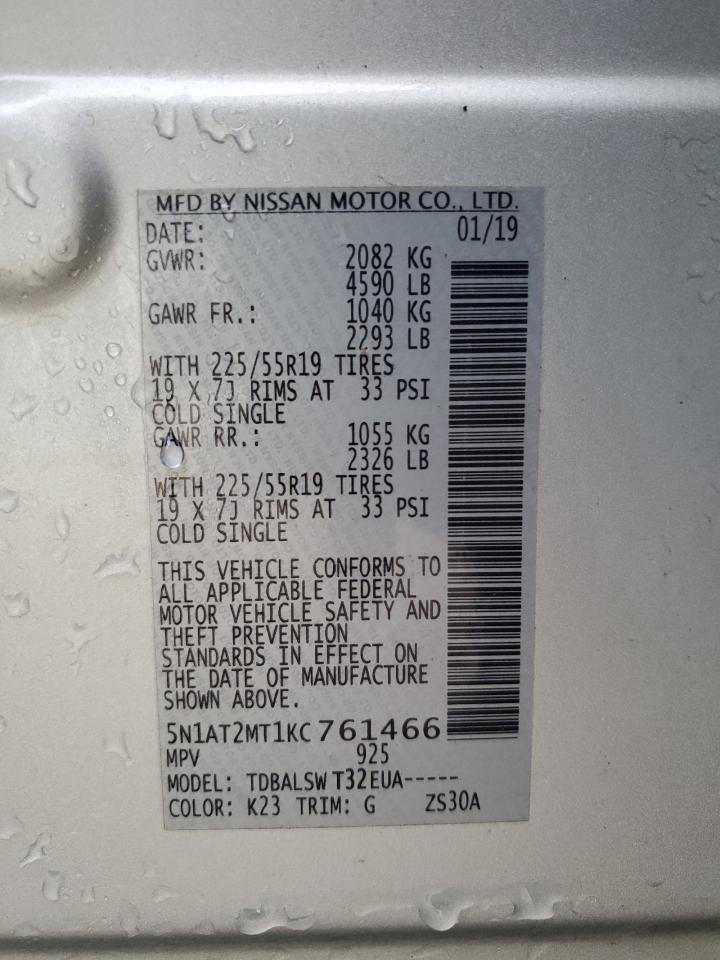 MFD BY NISSAN MOTOR CO., LTD.
DATE: 01/19
GVWR: 2082 KG
4590 LB
GAWR FR.: 1040 KG
2293 LB
WITH 225/55R19 TIRES
19 X 7J RIMS AT 33 PSI
COLD SINGLE
GAWR RR.: 1055 KG
2326 LB
WITH 225/55R19 TIRES
19 X 7J RIMS AT 33 PSI
COLD SINGLE
THIS VEHICLE CONFORMS TO
ALL APPLICABLE FEDERAL
MOTOR VEHICLE SAFETY AND
THEFT PREVENTION
STANDARDS IN EFFECT ON
THE DATE OF MANUFACTURE
SHOWN ABOVE.
5N1AT2MT1KC761466
MPV 925
MODEL: TDBALSW T32EUA-----
COLOR: K23 TRIM: G ZS30A